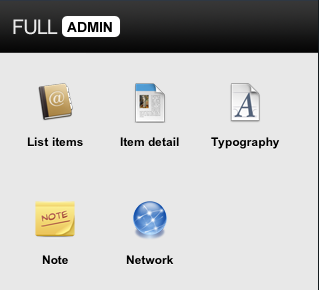 FULL ADMIN
List items
Item detail
Typography
NOTE
Note
Network